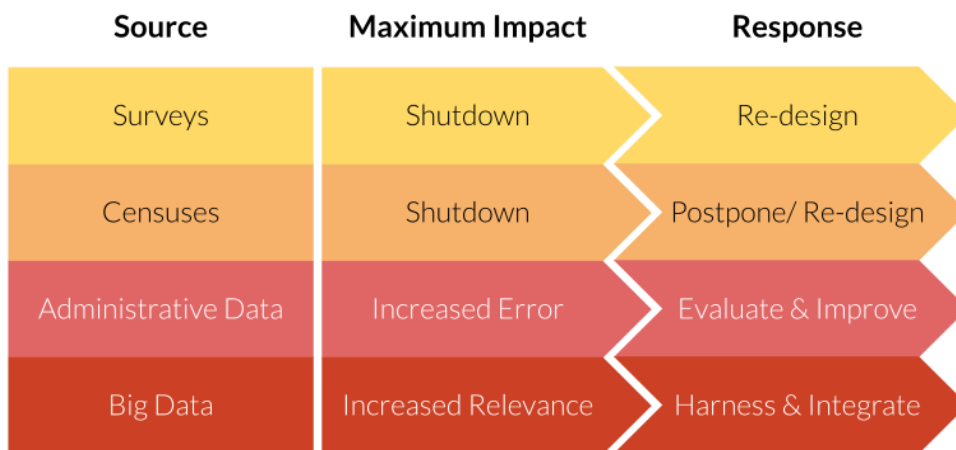 Source Maximum Impact Response
Surveys Shutdown Re-design
Censuses Shutdown Postpone/ Re-design
Administrative Data Increased Error Evaluate & Improve
Big Data Increased Relevance Harness & Integrate